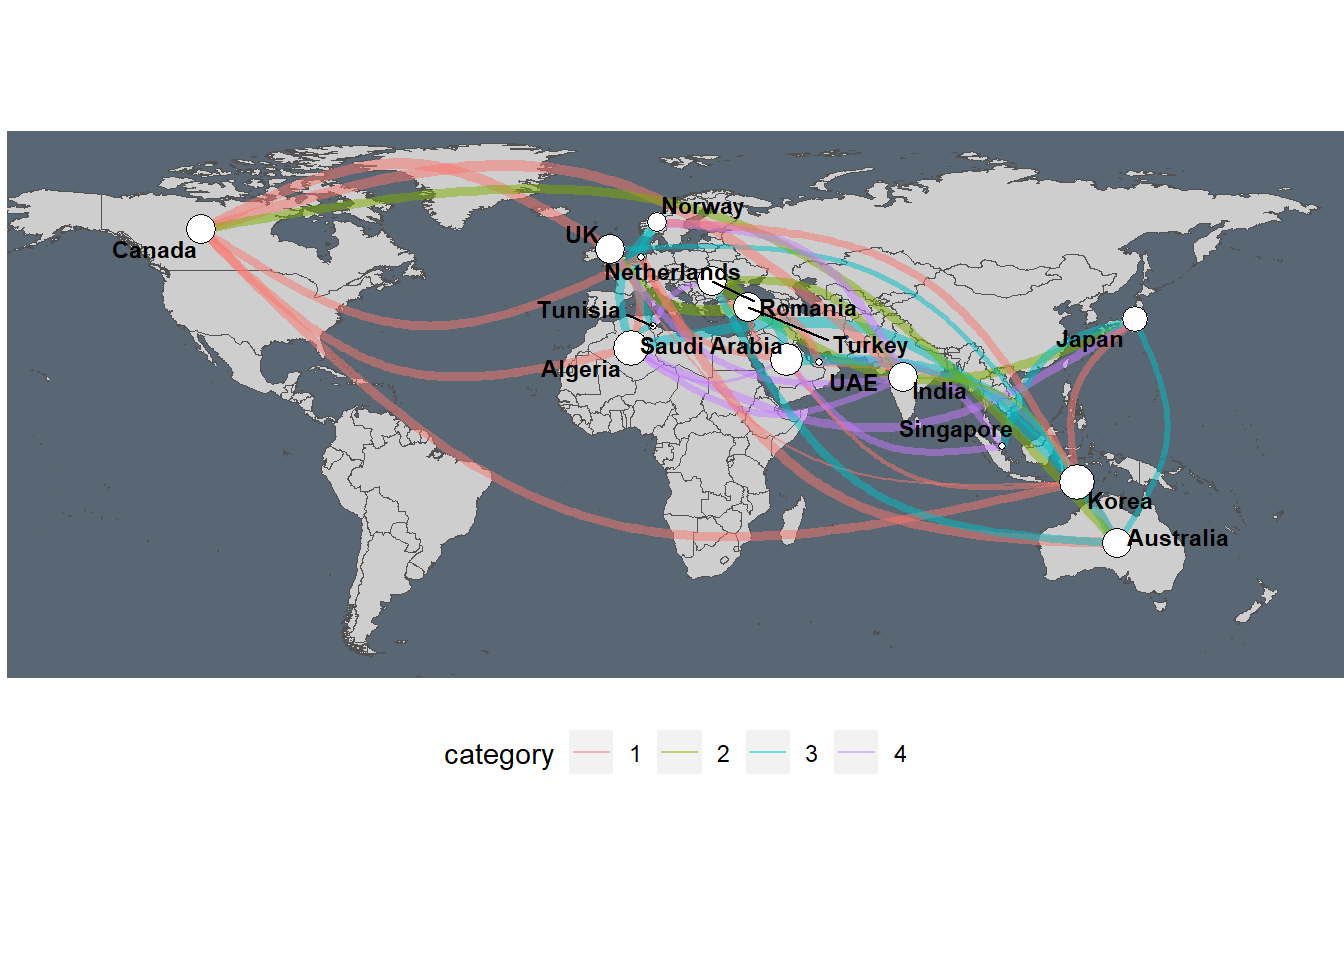 Norway
UK
Canada
Netherlands
Tunisia
Romania
Japan
Saudi Arabia
Turkey
Algeria
UAE
India
Singapore
Korea
Australia
category 1 2 3 4